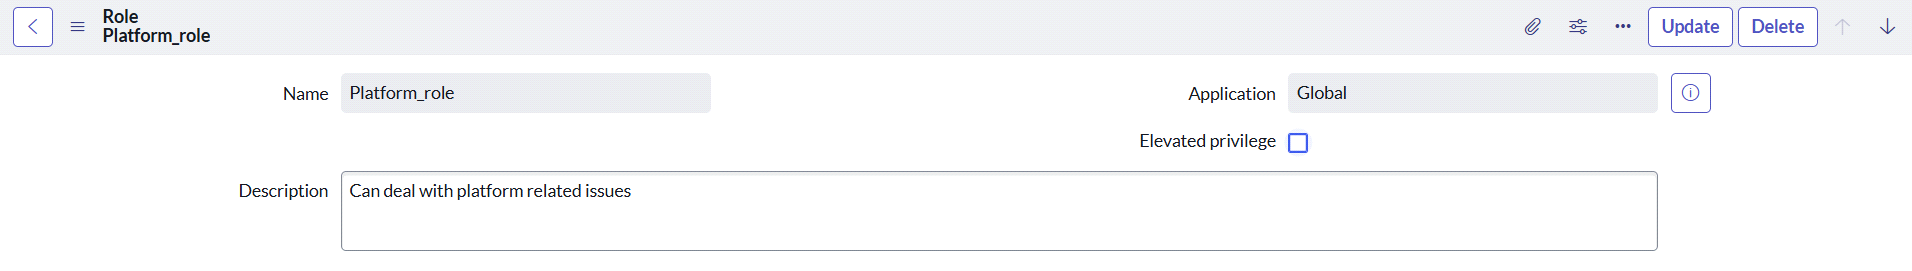 Role
Platform_role
Update
Delete
Name
Platform_role
Application
Global
Elevated privilege
Description
Can deal with platform related issues